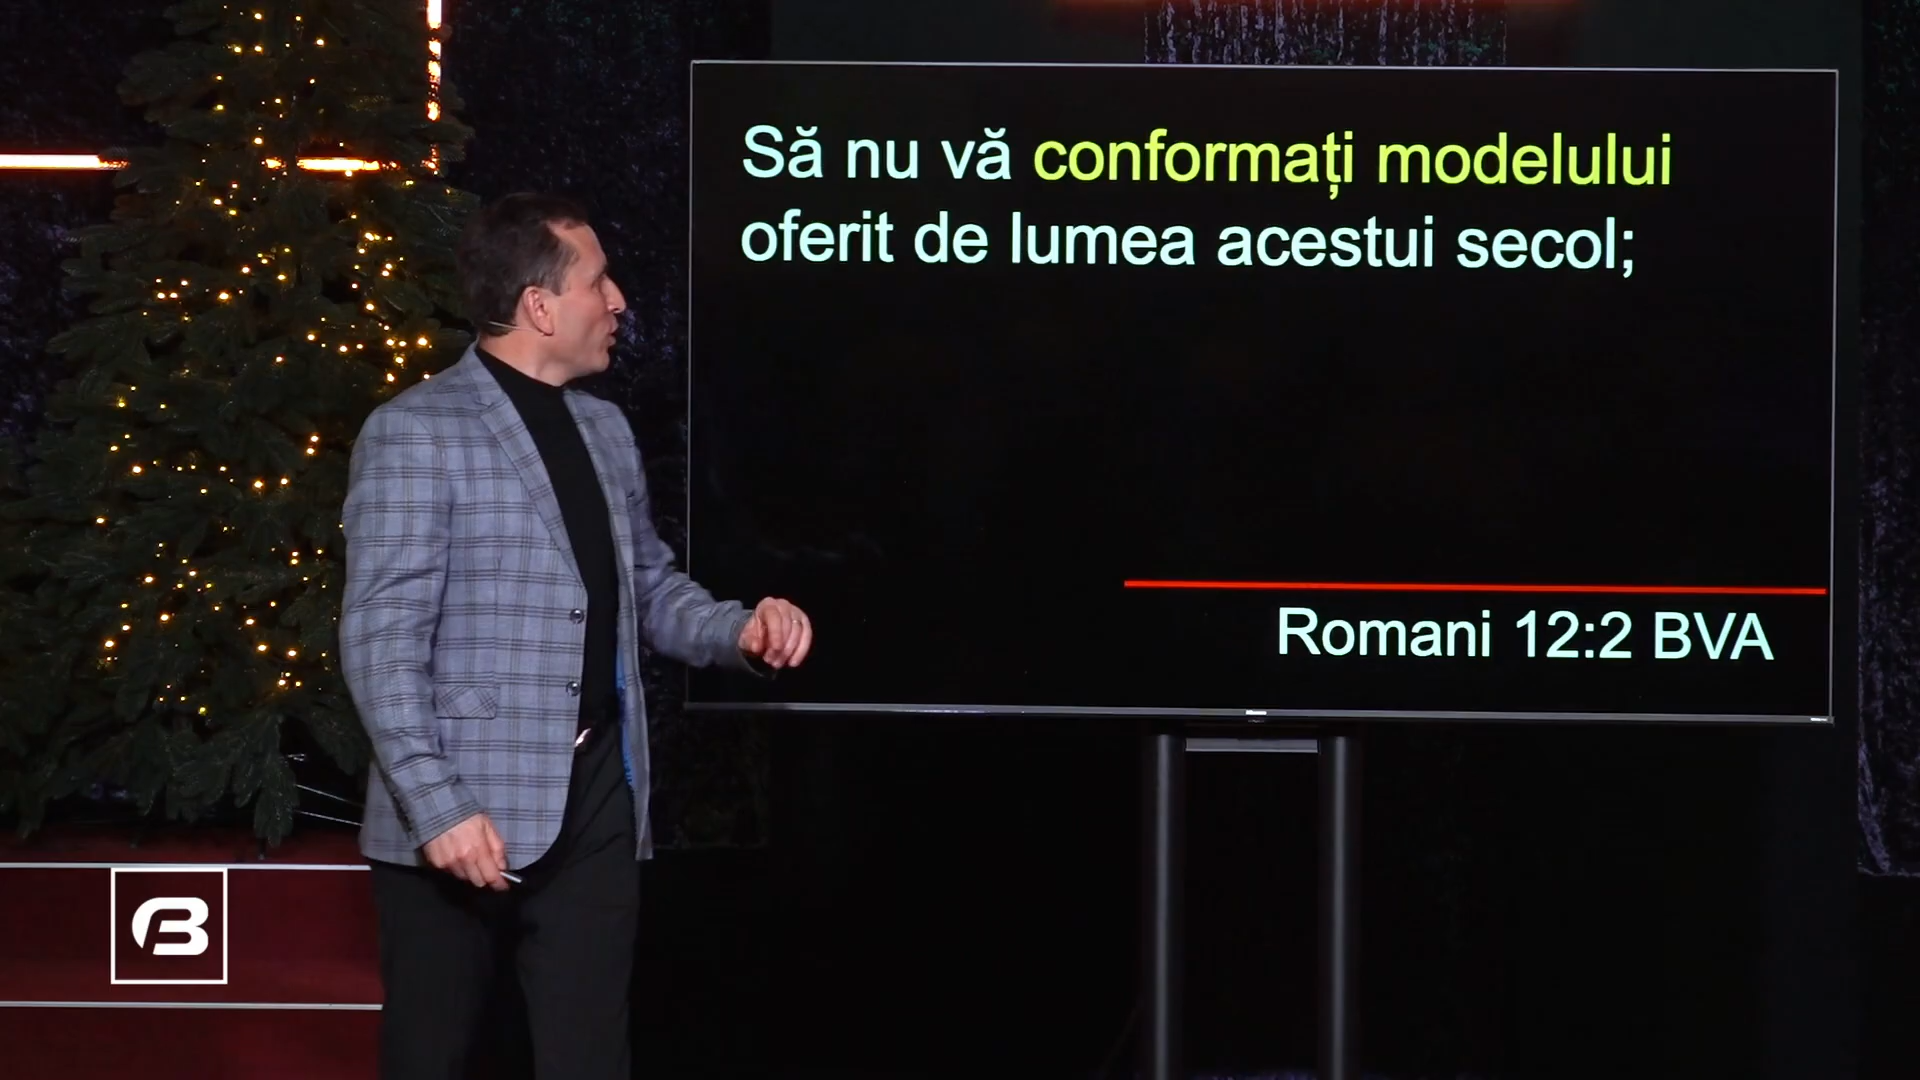 Să nu vă conformați modelului
oferit de lumea acestui secol;
Romani 12:2 BVA
B